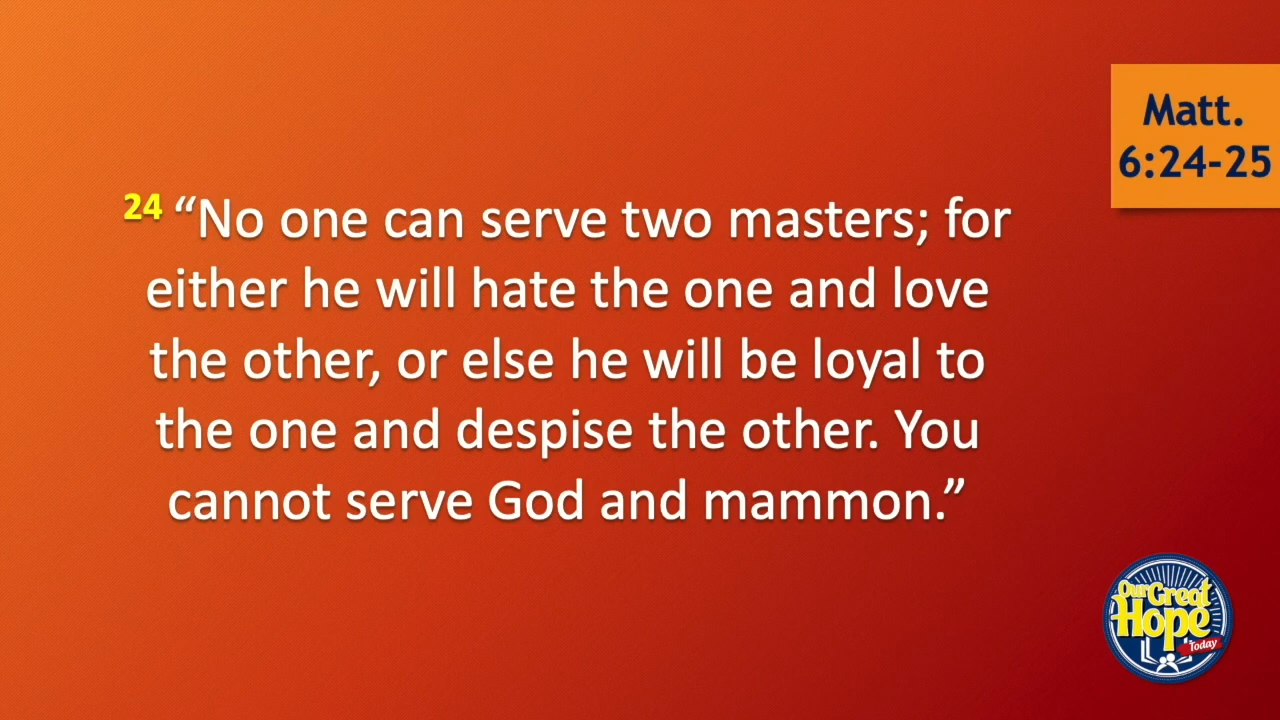 Matt.
6:24-25
24 “No one can serve two masters; for
either he will hate the one and love
the other, or else he will be loyal to
the one and despise the other. You
cannot serve God and mammon.”
Our Great
Hope
Today